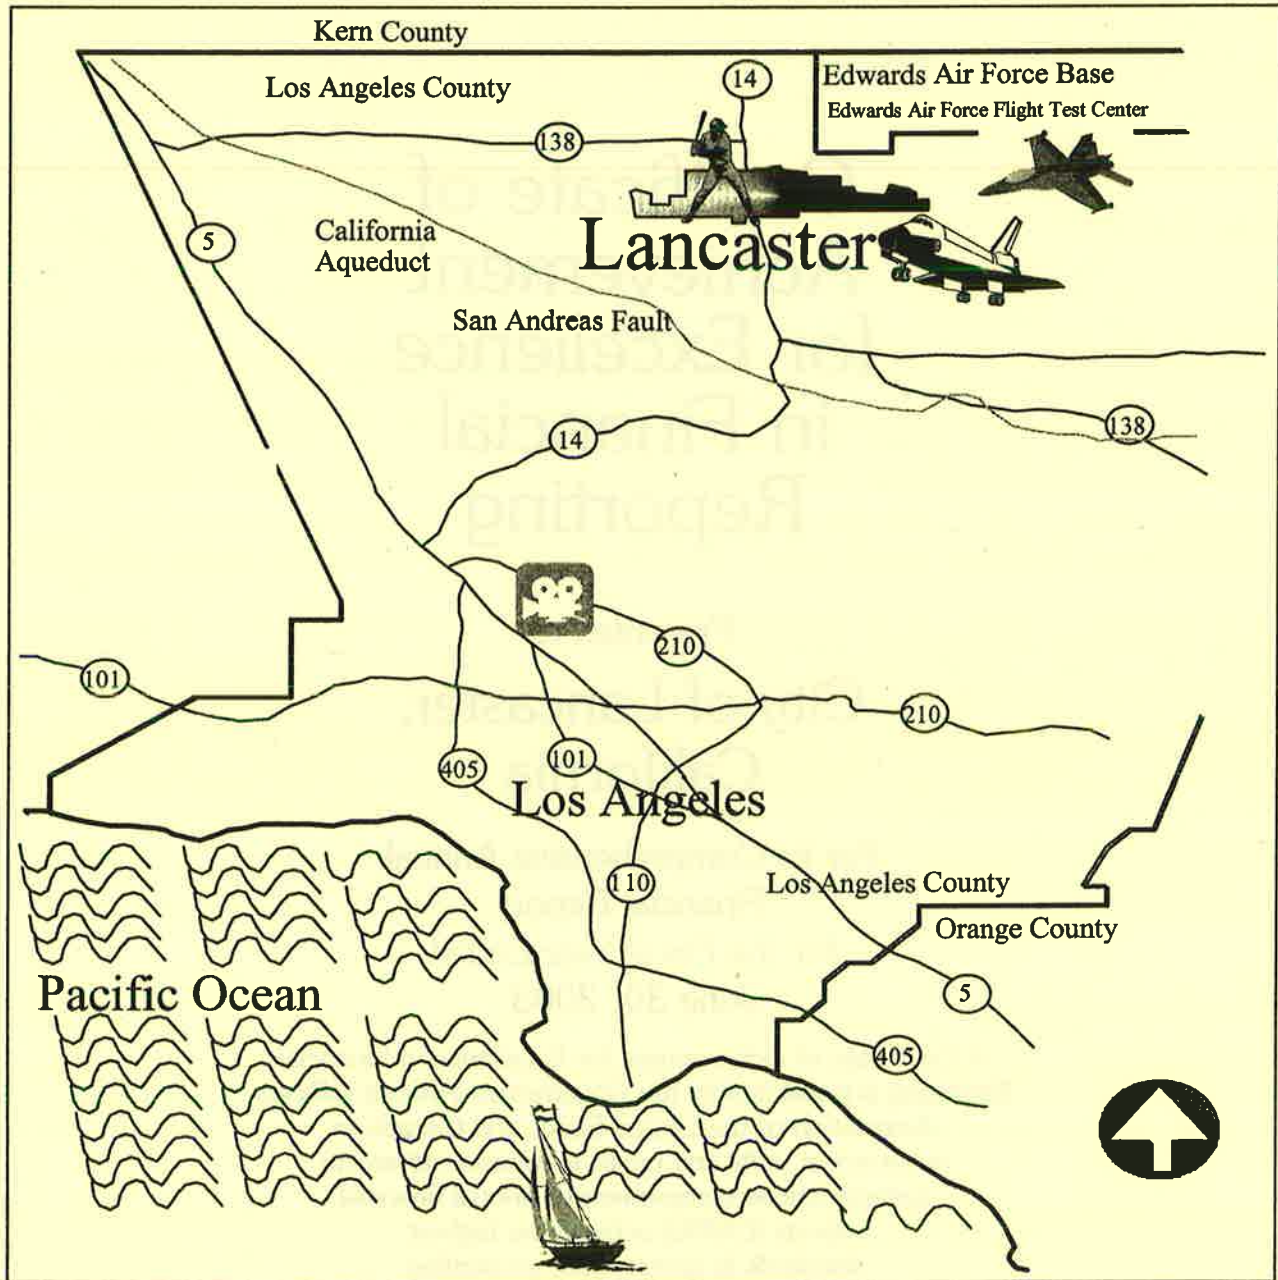 Kern County
Los Angeles County
14
Edwards Air Force Base
Edwards Air Force Flight Test Center
138
5
California
Aqueduct
Lancaster
San Andreas Fault
14
138
210
101
210
405
101
Los Angeles
110
Los Angeles County
Orange County
Pacific Ocean
5
405